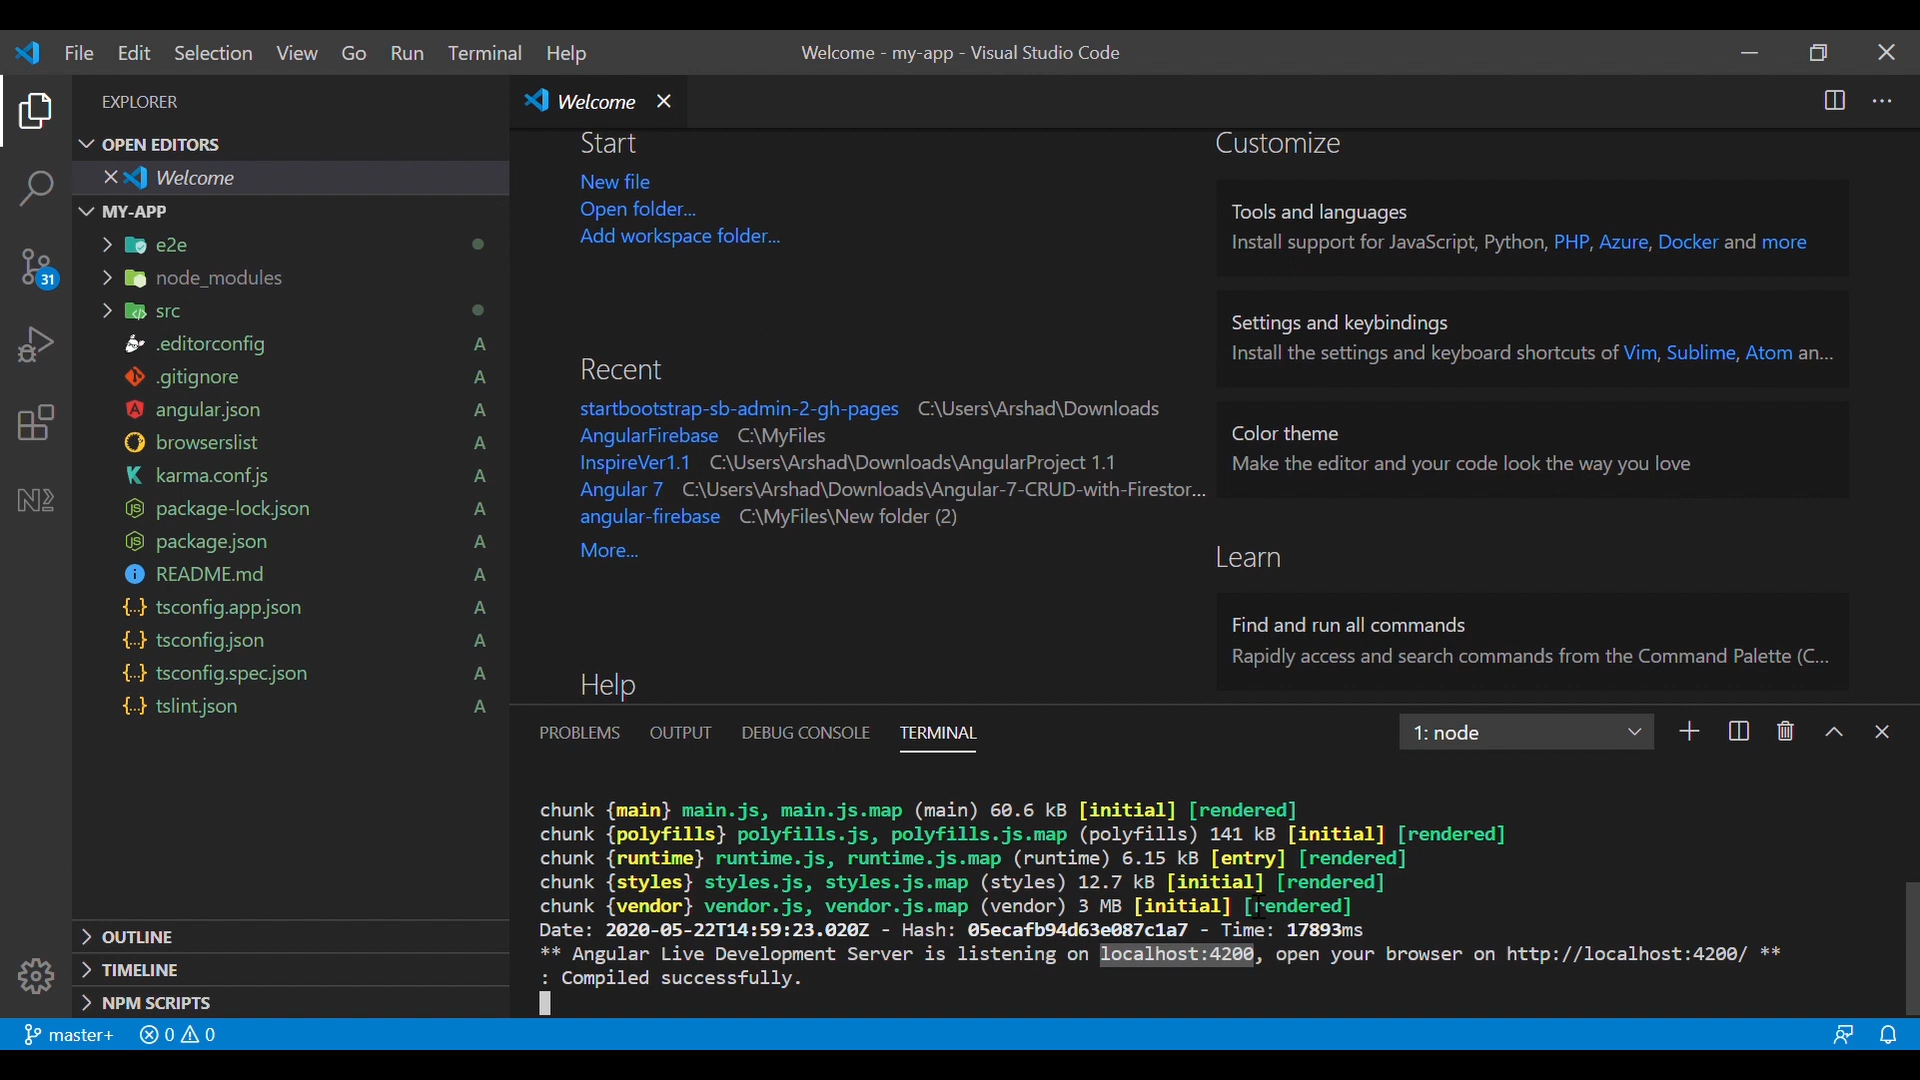 File Edit Selection View Go Run Terminal Help Welcome - my-app - Visual Studio Code
EXPLORER
OPEN EDITORS
Welcome
MY-APP
e2e
node_modules
src
.editorconfig A
.gitignore A
angular.json A
browserslist A
karma.conf.js A
package-lock.json A
package.json A
README.md A
tsconfig.app.json A
tsconfig.json A
tsconfig.spec.json A
tslint.json A
OUTLINE
TIMELINE
NPM SCRIPTS
31
Welcome
Start
New file
Open folder...
Add workspace folder...
Recent
startbootstrap-sb-admin-2-gh-pages C:\Users\Arshad\Downloads
AngularFirebase C:\MyFiles
InspireVer1.1 C:\Users\Arshad\Downloads\AngularProject 1.1
Angular 7 C:\Users\Arshad\Downloads\Angular-7-CRUD-with-Firestor...
angular-firebase C:\MyFiles\New folder (2)
More...
Help
Customize
Tools and languages
Install support for JavaScript, Python, PHP, Azure, Docker and more
Settings and keybindings
Install the settings and keyboard shortcuts of Vim, Sublime, Atom an...
Color theme
Make the editor and your code look the way you love
Learn
Find and run all commands
Rapidly access and search commands from the Command Palette (C...
PROBLEMS OUTPUT DEBUG CONSOLE TERMINAL 1: node
chunk {main} main.js, main.js.map (main) 60.6 kB [initial] [rendered]
chunk {polyfills} polyfills.js, polyfills.js.map (polyfills) 141 kB [initial] [rendered]
chunk {runtime} runtime.js, runtime.js.map (runtime) 6.15 kB [entry] [rendered]
chunk {styles} styles.js, styles.js.map (styles) 12.7 kB [initial] [rendered]
chunk {vendor} vendor.js, vendor.js.map (vendor) 3 MB [initial] [rendered]
Date: 2020-05-22T14:59:23.020Z - Hash: 05ecafb94d63e087c1a7 - Time: 17893ms
** Angular Live Development Server is listening on localhost:4200, open your browser on http://localhost:4200/ **
: Compiled successfully.
master+ 0 0